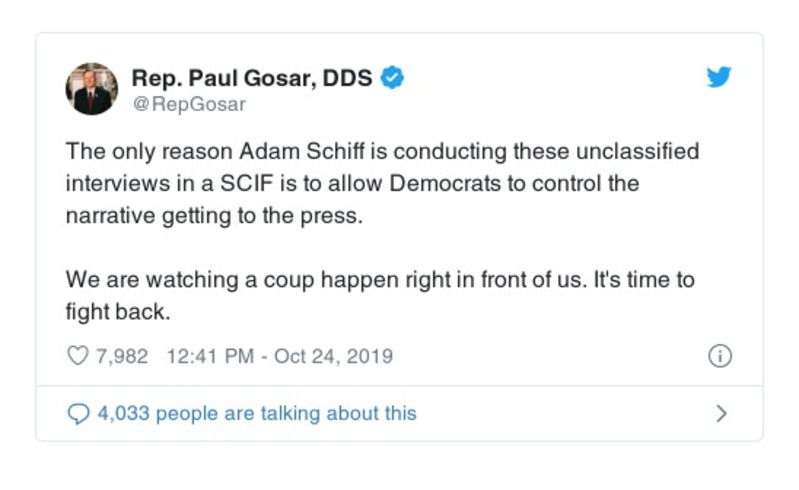 Rep. Paul Gosar, DDS
@RepGosar
The only reason Adam Schiff is conducting these unclassified
interviews in a SCIF is to allow Democrats to control the
narrative getting to the press.
We are watching a coup happen right in front of us. It's time to
fight back.
7,982 12:41 PM - Oct 24, 2019
4,033 people are talking about this